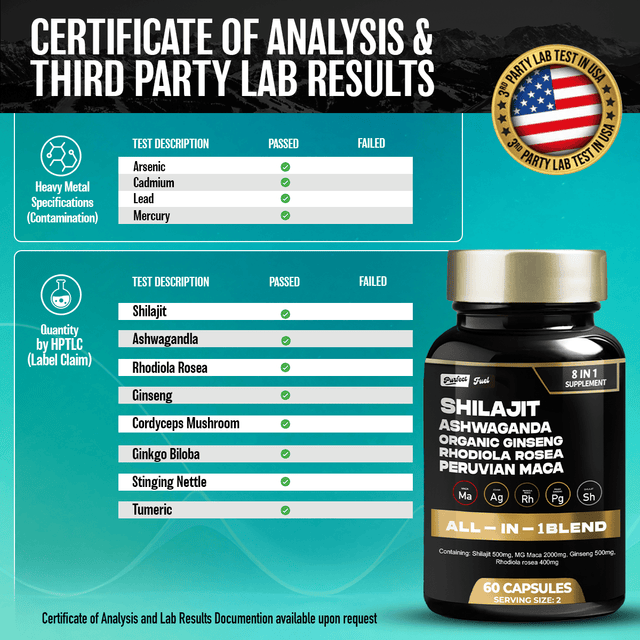 CERTIFICATE OF ANALYSIS &
THIRD PARTY LAB RESULTS
3RD PARTY LAB TEST IN USA
3RD PARTY LAB TEST IN USA
Heavy Metal
Specifications
(Contamination)
TEST DESCRIPTION PASSED FAILED
Arsenic
Cadmium
Lead
Mercury
Quantity
by HPTLC
(Label Claim)
TEST DESCRIPTION PASSED FAILED
Shilajit
Ashwagandla
Rhodiola Rosea
Ginseng
Cordyceps Mushroom
Ginkgo Biloba
Stinging Nettle
Tumeric
Perfect Fuel
8 IN 1
SUPPLEMENT
SHILAJIT
ASHWAGANDA
ORGANIC GINSENG
RHODIOLA ROSEA
PERUVIAN MACA
Ma Ag Rh Pg Sh
ALL – IN – 1 BLEND
Containing: Shilajit 500mg, MG Maca 2000mg, Ginseng 500mg,
Rhodiola rosea 400mg
60 CAPSULES
SERVING SIZE: 2
Certificate of Analysis and Lab Results Documention available upon request